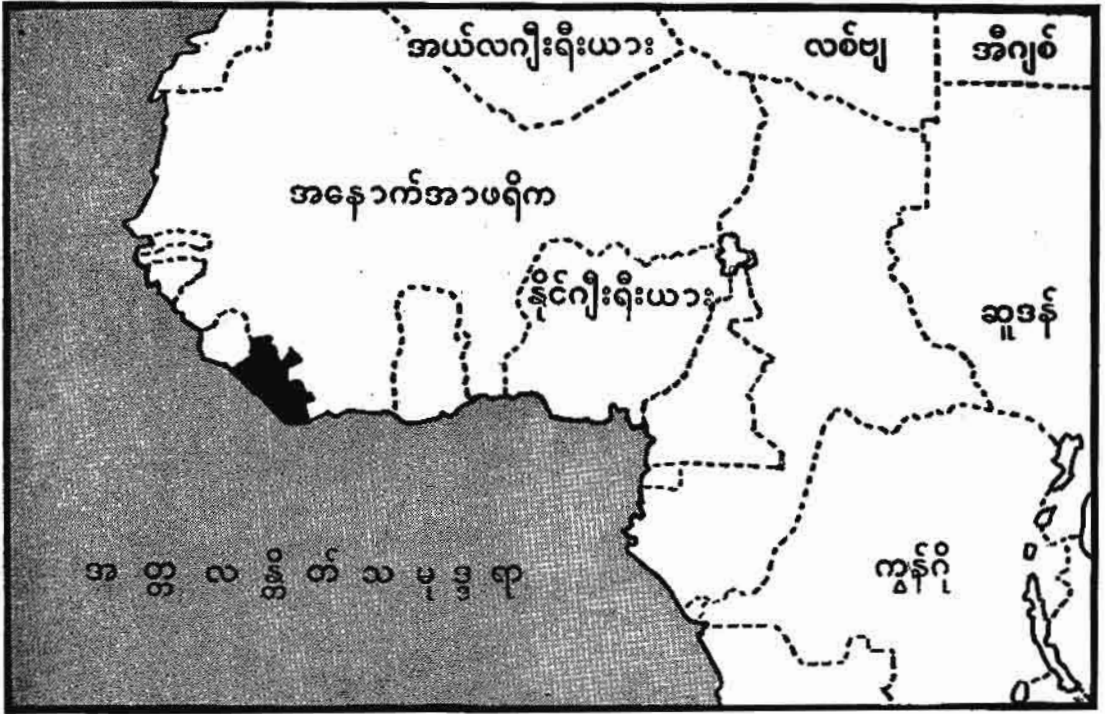 အယ်လဂျီးရီးယား
လစ်ဗျ
အီဂျစ်
အနောက်အာဖရိက
နိုင်ဂျီးရီးယား
ဆူဒန်
ကွန်ဂို
အတ္တလန္တိတ်သမုဒ္ဒရာ